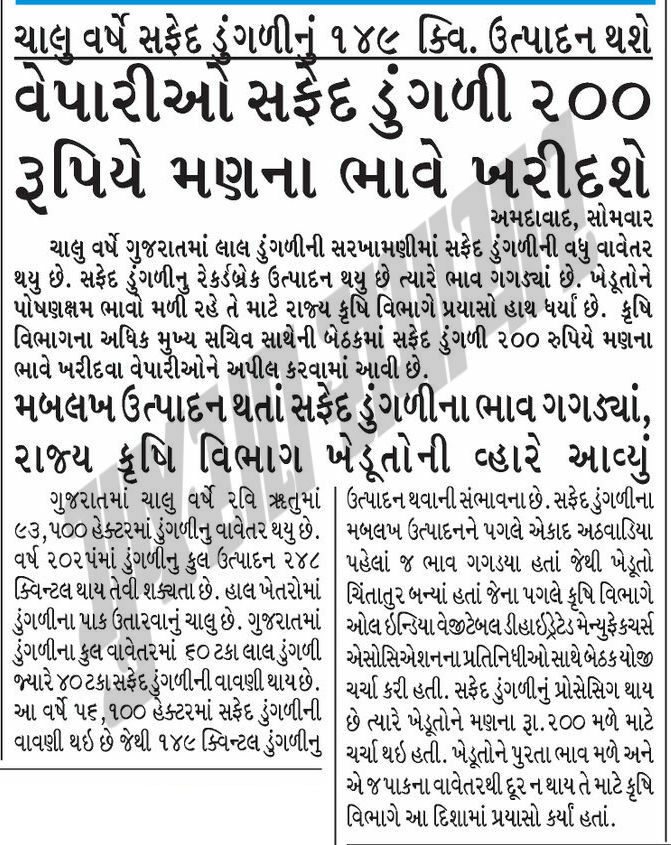 ચાલુ વર્ષે સફેદ ડુંગળીનું ૧૪૯ ક્વિ. ઉત્પાદન થશે
વેપારીઓ સફેદ ડુંગળી ૨૦૦
રૂપિયે મણના ભાવે ખરીદશે
અમદાવાદ, સોમવાર
ચાલુ વર્ષે ગુજરાતમાં લાલ ડુંગળીની સરખામણીમાં સફેદ ડુંગળીની વધુ વાવેતર
થયુ છે. સફેદ ડુંગળીનુ રેકર્ડબ્રેક ઉત્પાદન થયુ છે ત્યારે ભાવ ગગડ્યાં છે. ખેડૂતોને
પોષણક્ષમ ભાવો મળી રહે તે માટે રાજ્ય કૃષિ વિભાગે પ્રયાસો હાથ ધર્યાં છે. કૃષિ
વિભાગના અધિક મુખ્ય સચિવ સાથેની બેઠકમાં સફેદ ડુંગળી ૨૦૦ રુપિયે મણના
ભાવે ખરીદવા વેપારીઓને અપીલ કરવામાં આવી છે.
મબલખ ઉત્પાદન થતાં સફેદ ડુંગળીના ભાવ ગગડ્યાં,
રાજ્ય કૃષિ વિભાગ ખેડૂતોની વ્હારે આવ્યું
ગુજરાતમાં ચાલુ વર્ષે રવિ ઋતુમાં
૯૩,૫૦૦ હેક્ટરમાં ડુંગળીનુ વાવેતર થયુ છે.
વર્ષ ૨૦૨૫માં ડુંગળીનુ કુલ ઉત્પાદન ૨૪૮
ક્વિન્ટલ થાય તેવી શક્યતા છે. હાલ ખેતરોમાં
ડુંગળીના પાક ઉતારવાનું ચાલુ છે. ગુજરાતમાં
ડુંગળીના કુલ વાવેતરમાં ૬૦ ટકા લાલ ડુંગળી
જ્યારે ૪૦ ટકા સફેદ ડુંગળીની વાવણી થાય છે.
આ વર્ષે ૫૬,૧૦૦ હેક્ટરમાં સફેદ ડુંગળીની
વાવણી થઇ છે જેથી ૧૪૯ ક્વિન્ટલ ડુંગળીનુ
ઉત્પાદન થવાની સંભાવના છે. સફેદ ડુંગળીના
મબલખ ઉત્પાદનને પગલે એકાદ અઠવાડિયા
પહેલાં જ ભાવ ગગડયા હતાં જેથી ખેડૂતો
ચિંતાતુર બન્યાં હતાં જેના પગલે કૃષિ વિભાગે
ઓલ ઇન્ડિયા વેજીટેબલ ડીહાઇડ્રેટેડ મેન્યુફેકચર્સ
એસોસિએશનના પ્રતિનિધીઓ સાથે બેઠક યોજી
ચર્ચા કરી હતી. સફેદ ડુંગળીનું પ્રોસેસિગ થાય
છે ત્યારે ખેડૂતોને મણના રૂા. ૨૦૦ મળે માટે
ચર્ચા થઇ હતી. ખેડૂતોને પુરતા ભાવ મળે અને
એ જ પાકના વાવેતરથી દૂર ન થાય તે માટે કૃષિ
વિભાગે આ દિશામાં પ્રયાસો કર્યાં હતાં.